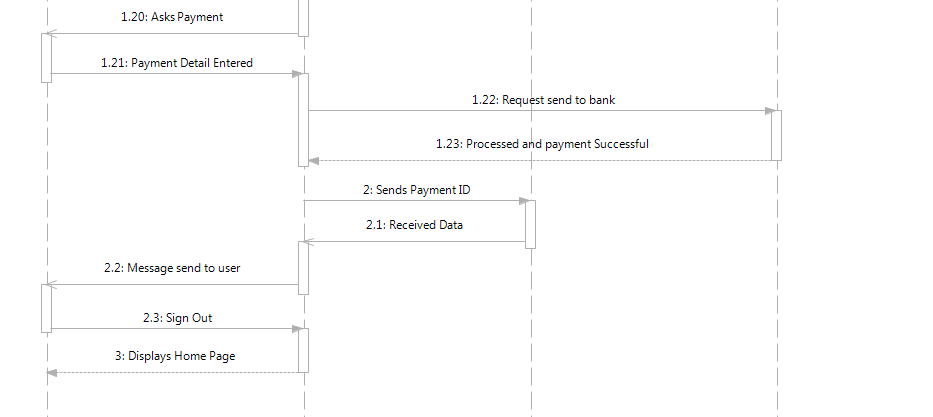 1.20: Asks Payment
1.21: Payment Detail Entered
1.22: Request send to bank
1.23: Processed and payment Successful
2: Sends Payment ID
2.1: Received Data
2.2: Message send to user
2.3: Sign Out
3: Displays Home Page